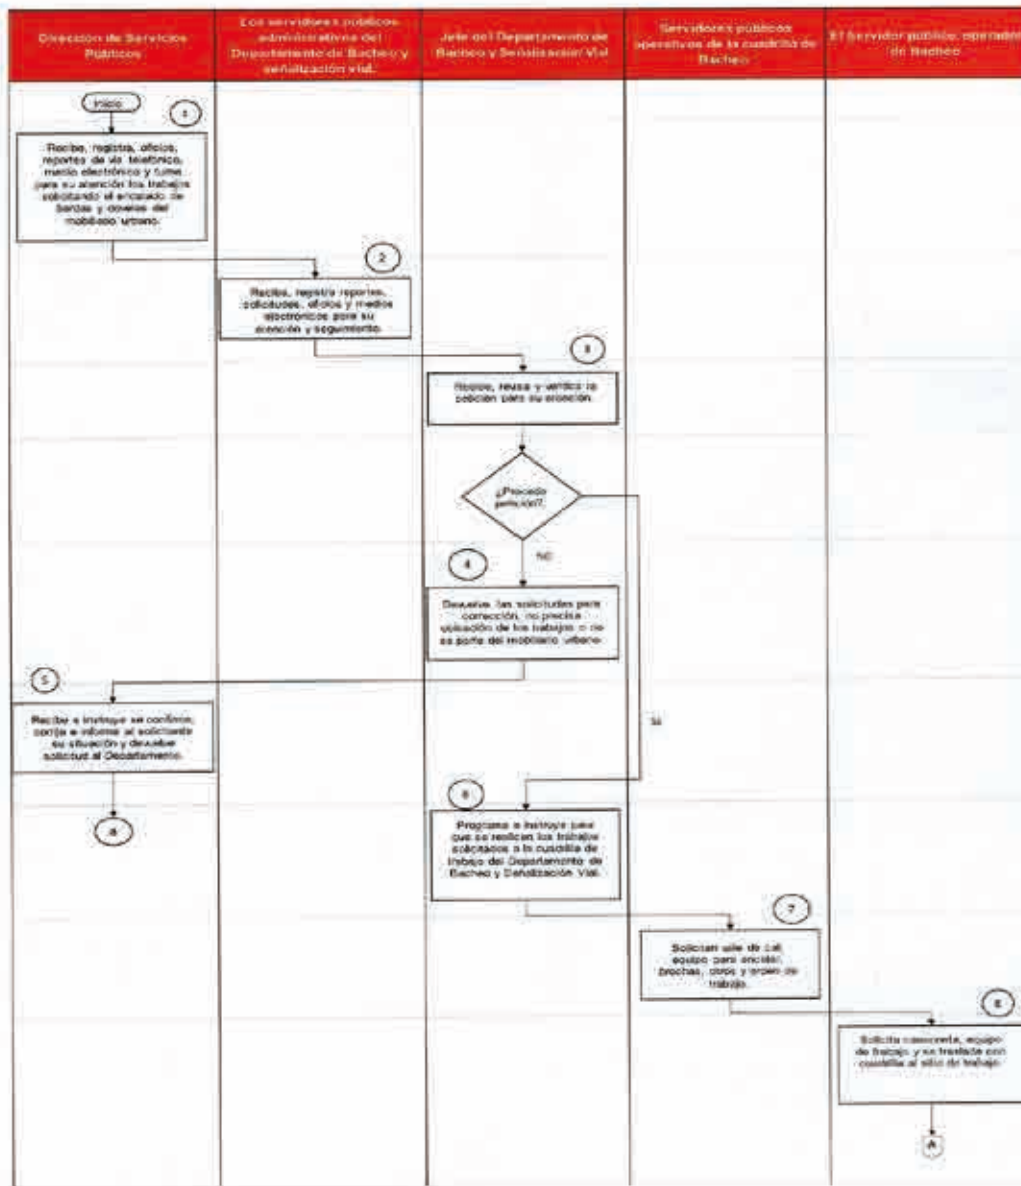 Dirección de Servicios
Públicos
Los servidores públicos
administrativos del
Departamento de Bacheo y
señalización vial.
Jefe del Departamento de
Bacheo y Señalización Vial
Servidores públicos
operativos de la cuadrilla de
Bacheo
El Servidor público, operador
de Bacheo
Inicio
1
Recibe, registra, oficios,
reportes de vía telefónico,
medio electrónico y turna
para su atención los trabajos
solicitando el encalado de
bardas y del
mobiliario urbano.
2
Recibe, registra reportes,
solicitudes, oficios y medios
electrónicos para su
atención y seguimiento.
3
Recibe, revisa y verifica la
petición para su atención.
¿Procede
petición?.
NO
4
Devuelve, las solicitudes para
corrección, no precisa
ubicación de los trabajos o no
es parte del mobiliario urbano.
5
Recibe e instruye se confirme,
corrija e informe al solicitante
su situación y devuelve
solicitud al Departamento.
SI
6
Programa e instruye para
que se realicen los trabajos
solicitados a la cuadrilla de
trabajo del Departamento de
Bacheo y Señalización Vial.
7
Solicitan vale de cal,
equipo para encalar,
brochas, otros y orden de
trabajo.
8
Solicita camioneta, equipo
de trabajo y se traslada con
cuadrilla al sitio de trabajo.
A